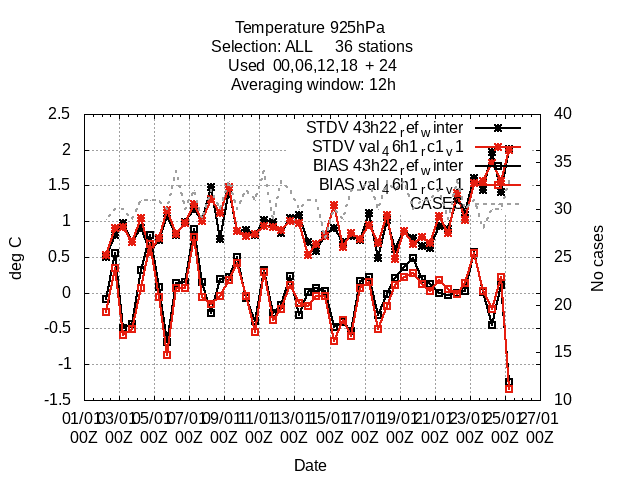 Temperature 925hPa
Selection: ALL     36 stations
Used  00,06,12,18  + 24
Averaging window: 12h
STDV 43h22_ref_winter
STDV val_46h1_rc1_v1
BIAS 43h22_ref_winter
BIAS val_46h1_rc1_v1
CASES
2.5
2
1.5
1
0.5
0
-0.5
-1
-1.5
deg C
40
35
30
25
20
15
10
No cases
01/01 03/01 05/01 07/01 09/01 11/01 13/01 15/01 17/01 19/01 21/01 23/01 25/01 27/01
00Z 00Z 00Z 00Z 00Z 00Z 00Z 00Z 00Z 00Z 00Z 00Z 00Z 00Z
Date